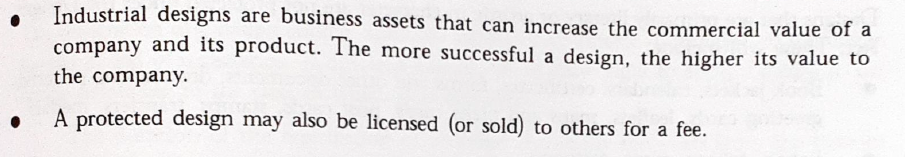 • Industrial designs are business assets that can increase the commercial value of a
company and its product. The more successful a design, the higher its value to
the company.
• A protected design may also be licensed (or sold) to others for a fee.